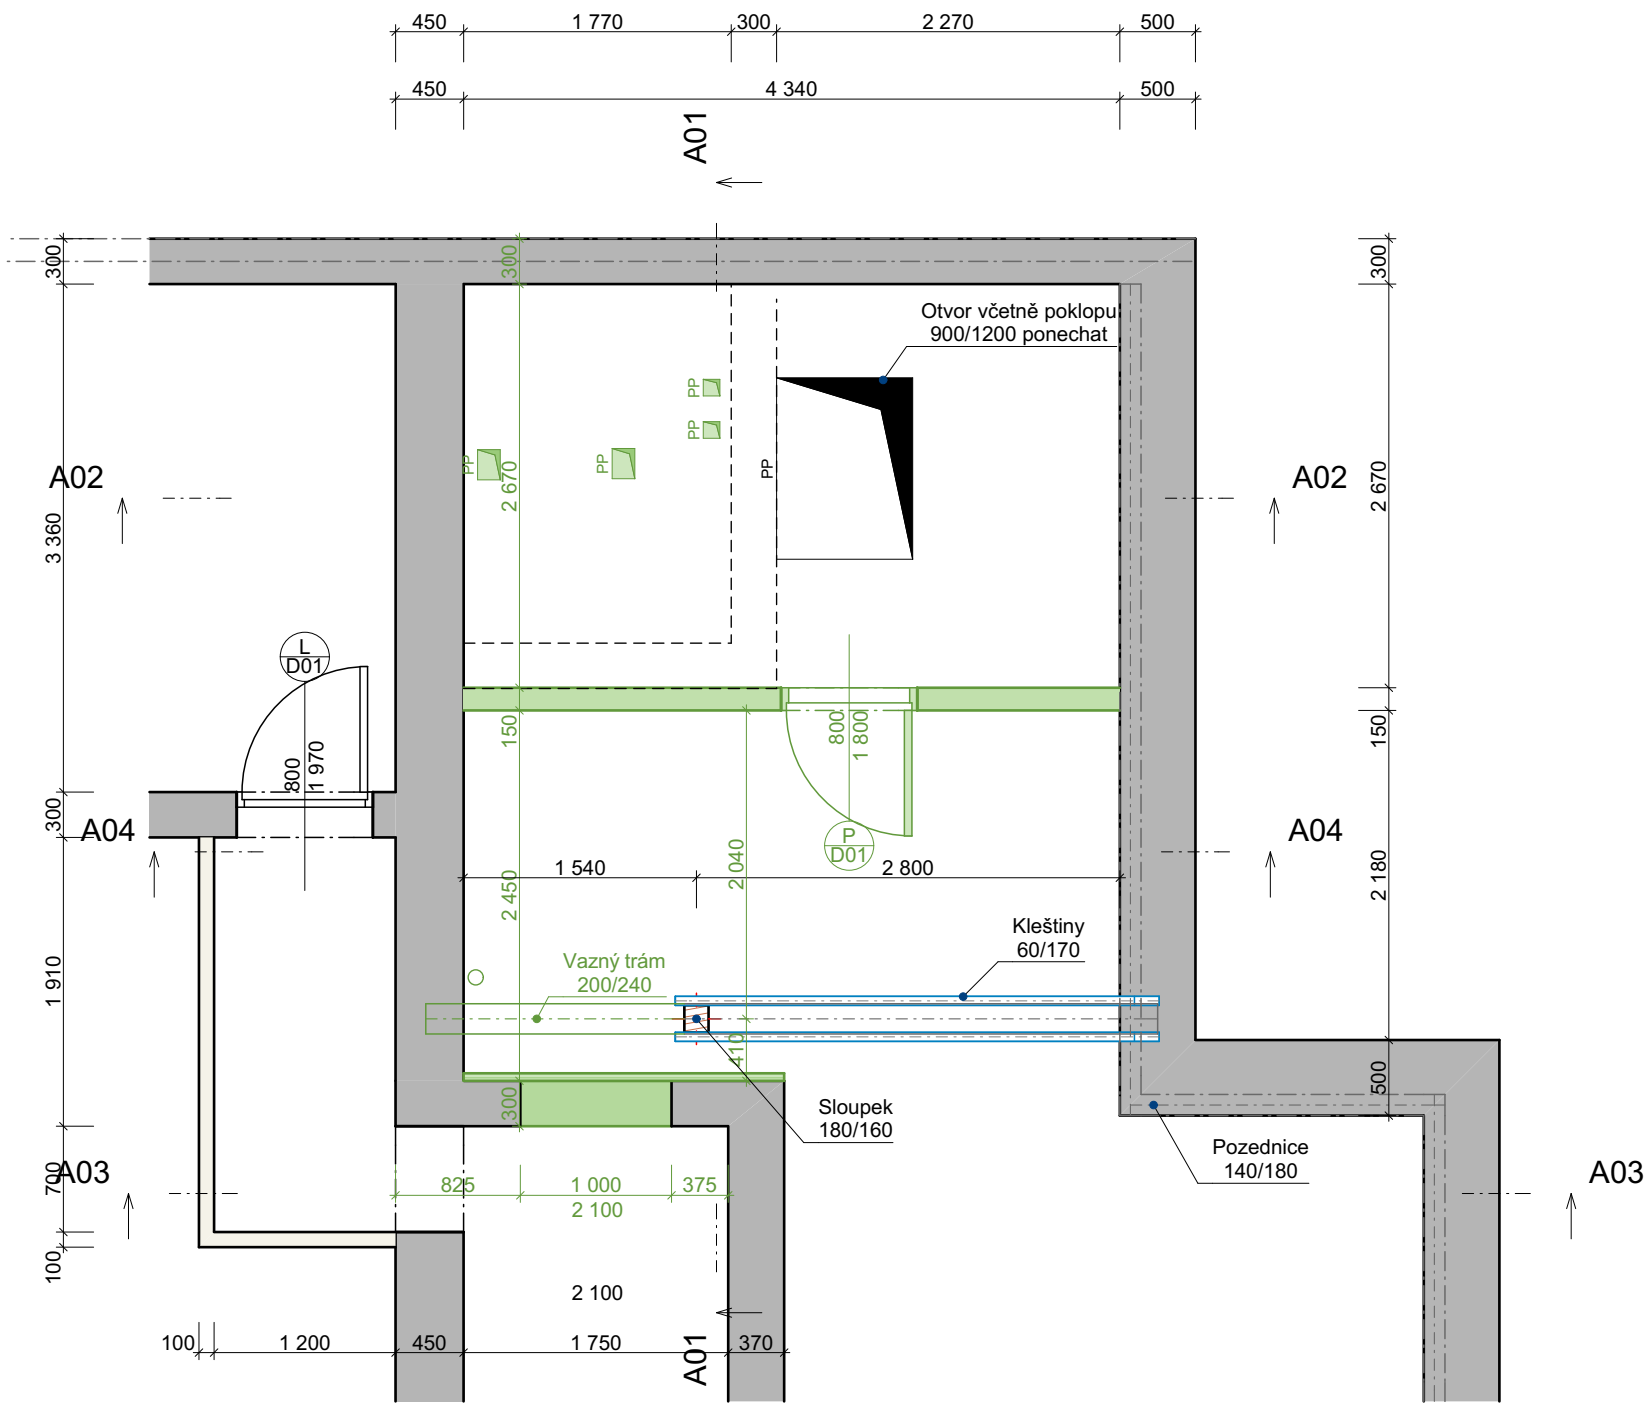 450
1 770
300
2 270
500
450
4 340
500
A01
300
300
300
Otvor včetně poklopu
900/1200 ponechat
PP
PP
PP
PP
PP
A02
A02
3 360
2 670
2 670
L
D01
800
1 970
150
800
1 800
150
300
A04
P
D01
A04
1 540
2 800
2 040
2 450
2 180
1 910
Kleštiny
60/170
Vazný trám
200/240
410
300
500
Sloupek
180/160
Pozednice
140/180
A03
700
A03
825
1 000
375
2 100
100
2 100
100
1 200
450
1 750
370
A01